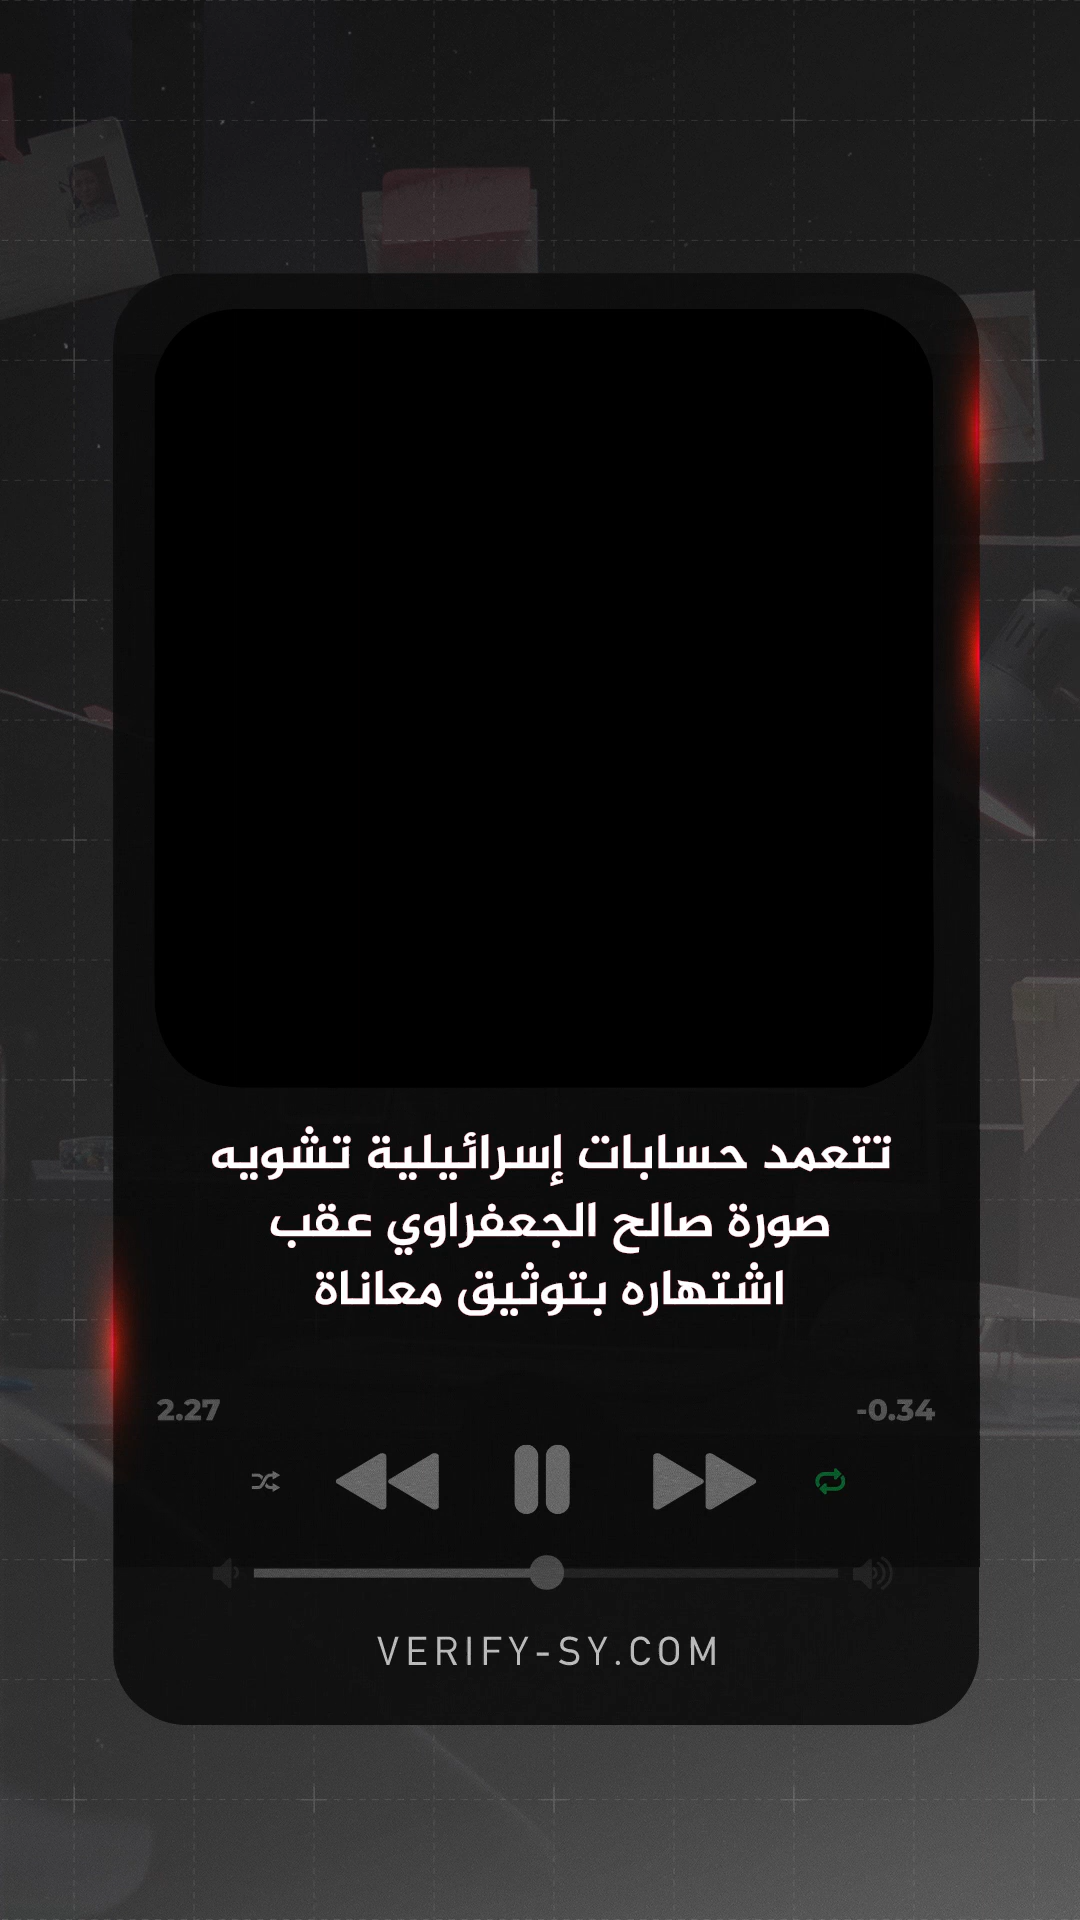 تتعمد حسابات إسرائيلية تشويه
صورة صالح الجعفراوي عقب
اشتهاره بتوثيق معاناة
2.27
-0.34
VERIFY-SY.COM